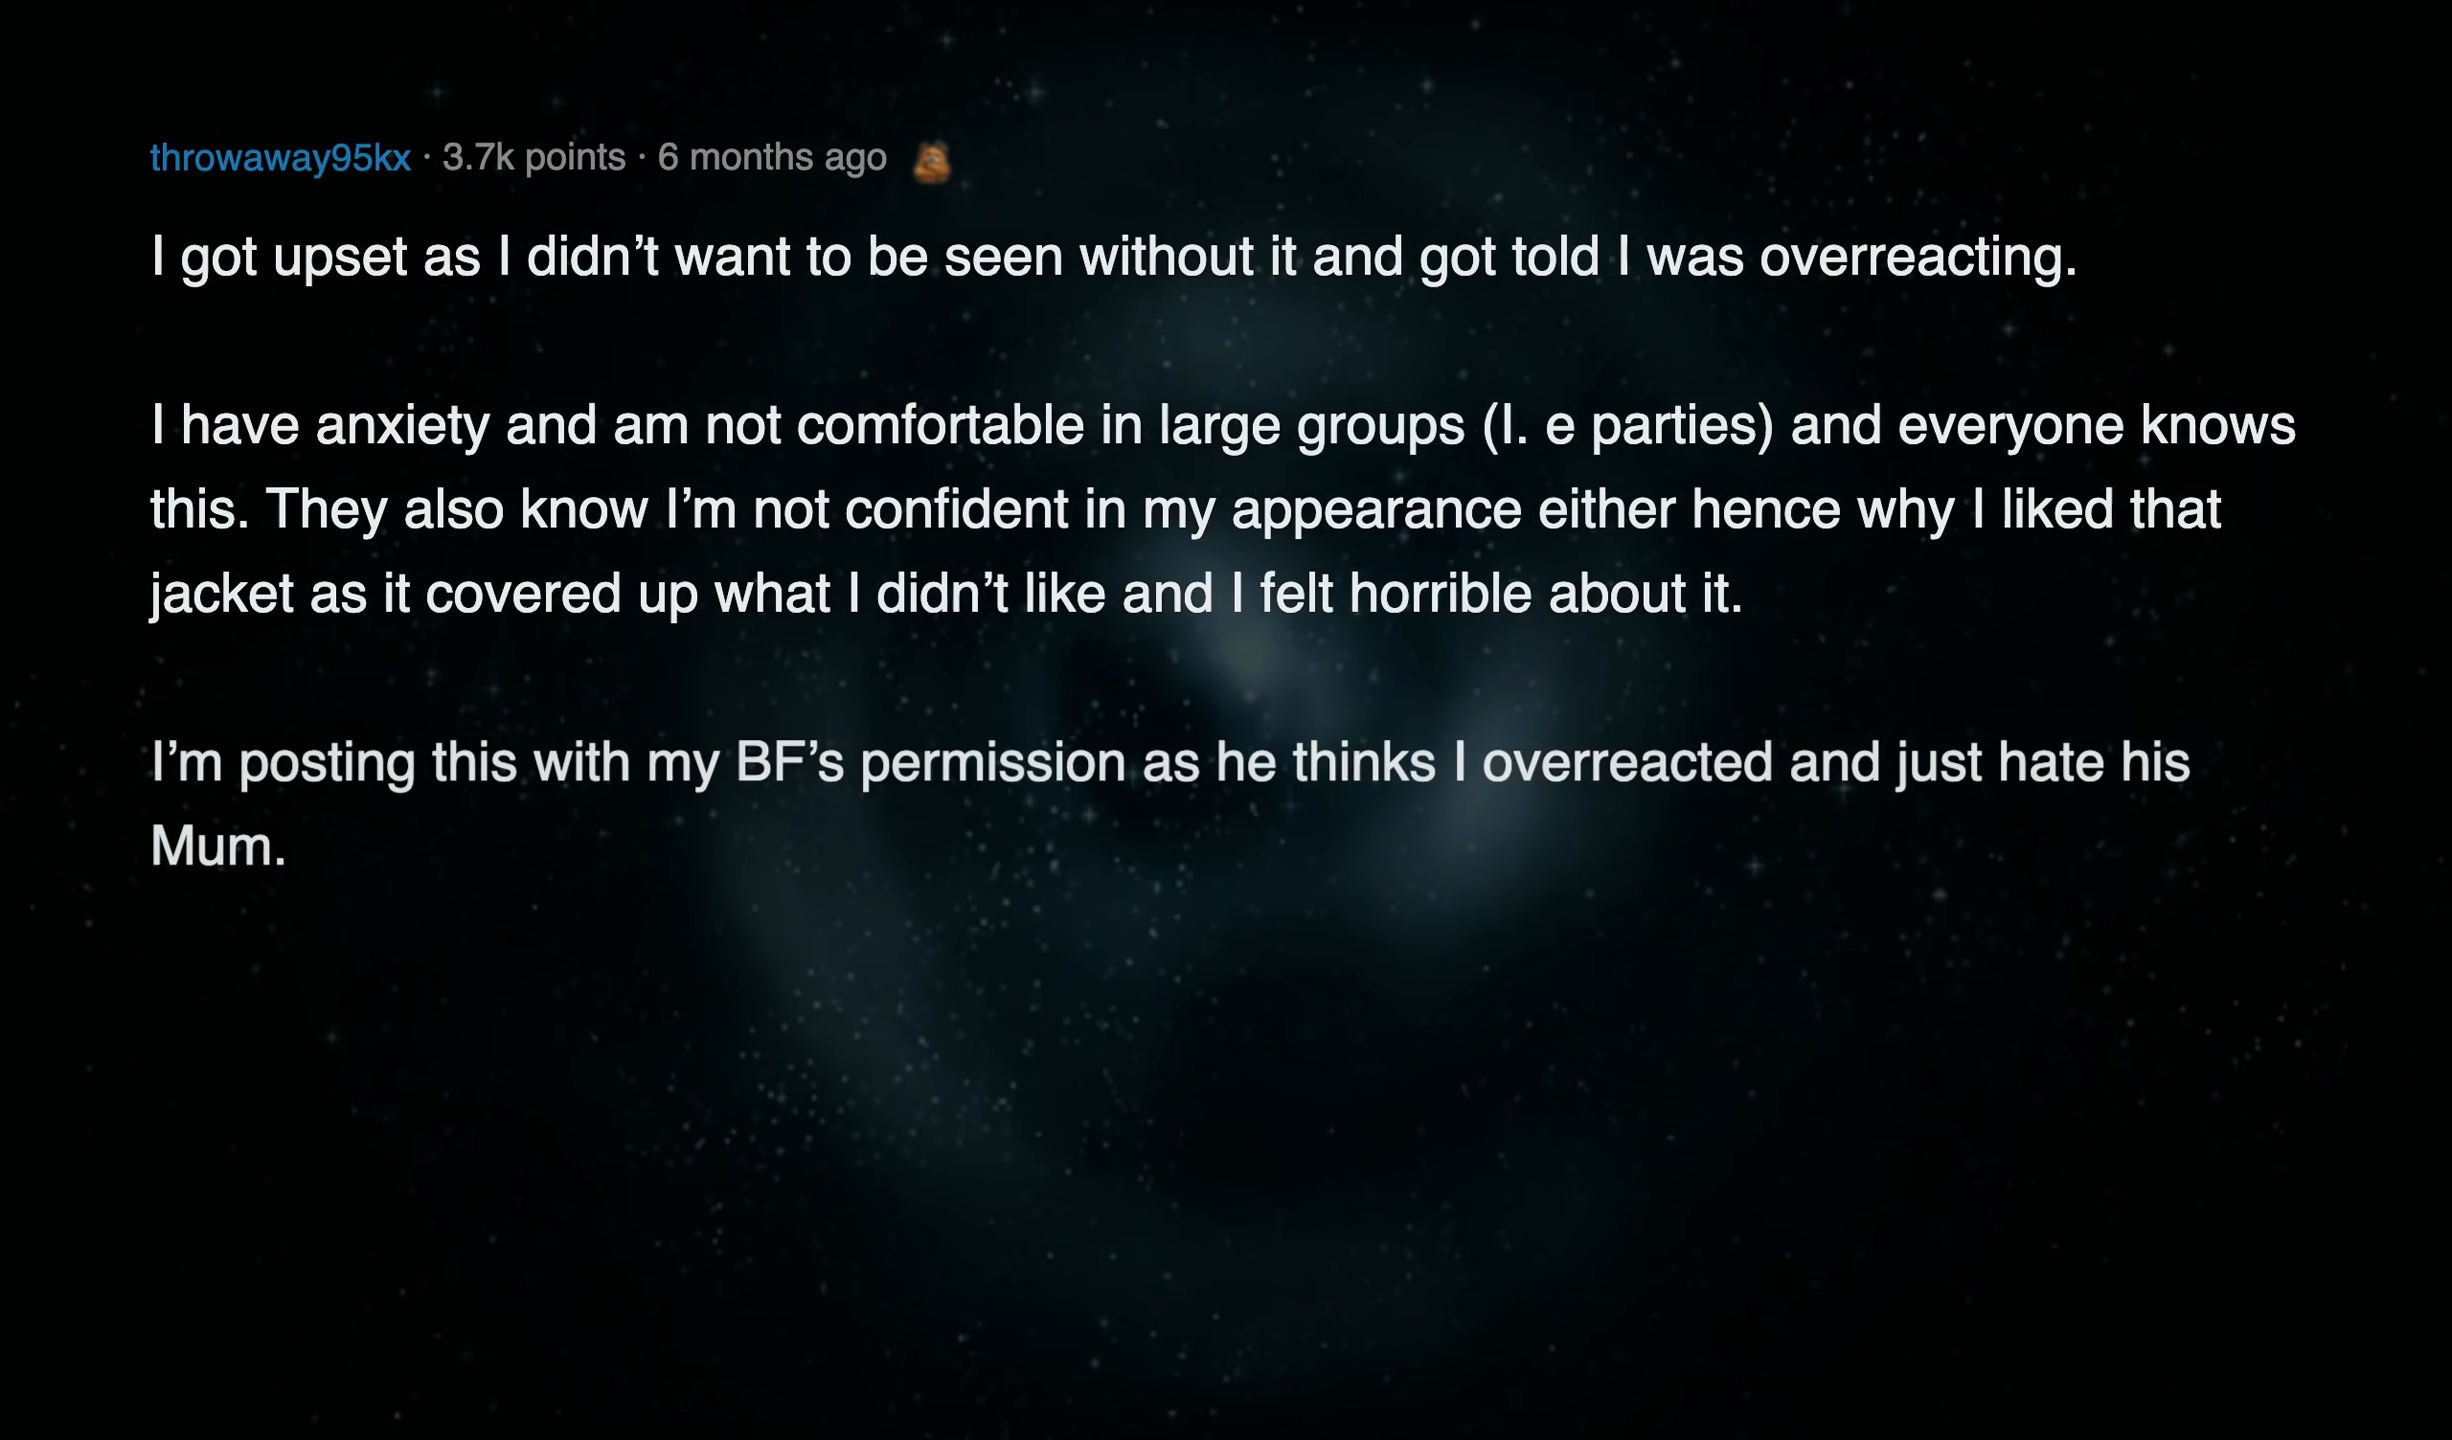 throwaway95kx · 3.7k points · 6 months ago
I got upset as I didn’t want to be seen without it and got told I was overreacting.
I have anxiety and am not comfortable in large groups (I. e parties) and everyone knows
this. They also know I’m not confident in my appearance either hence why I liked that
jacket as it covered up what I didn’t like and I felt horrible about it.
I’m posting this with my BF’s permission as he thinks I overreacted and just hate his
Mum.